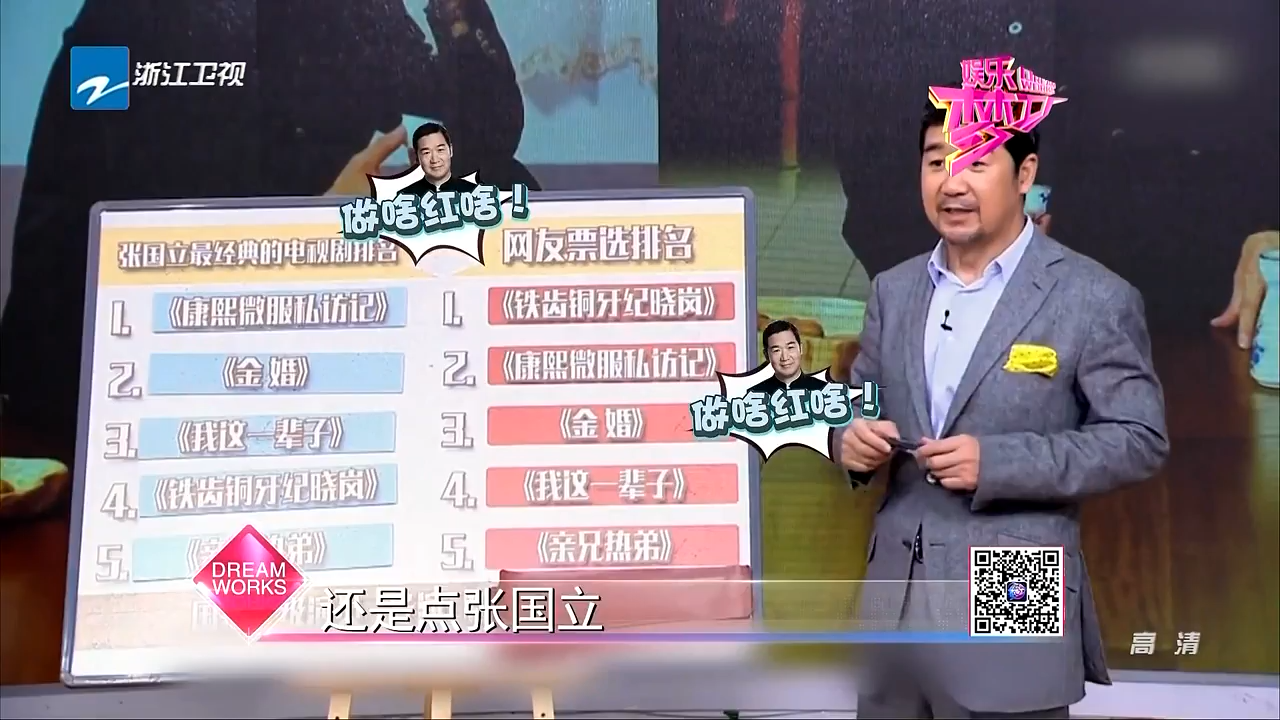 浙江卫视
娱乐
梦工厂
做啥红啥！
张国立最经典的电视剧排名
网友票选排名
1.《康熙微服私访记》
1.《铁齿铜牙纪晓岚》
2.《金婚》
2.《康熙微服私访记》
做啥红啥！
3.《我这一辈子》
3.《金婚》
4.《铁齿铜牙纪晓岚》
4.《我这一辈子》
5.
5.《亲兄热弟》
DREAM
WORKS
还是点张国立
高清